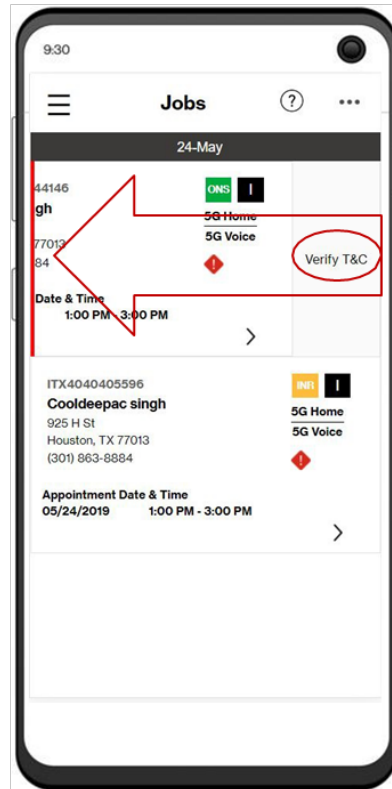 9:30
Jobs
?
24-May
44146
ONS I
gh
5G Home
5G Voice
77013
84
Verify T&C
Date & Time
1:00 PM - 3:00 PM
ITX4040405596
INR I
Cooldeepac singh
925 H St
5G Home
Houston, TX 77013
5G Voice
(301) 863-8884
Appointment Date & Time
05/24/2019 1:00 PM - 3:00 PM